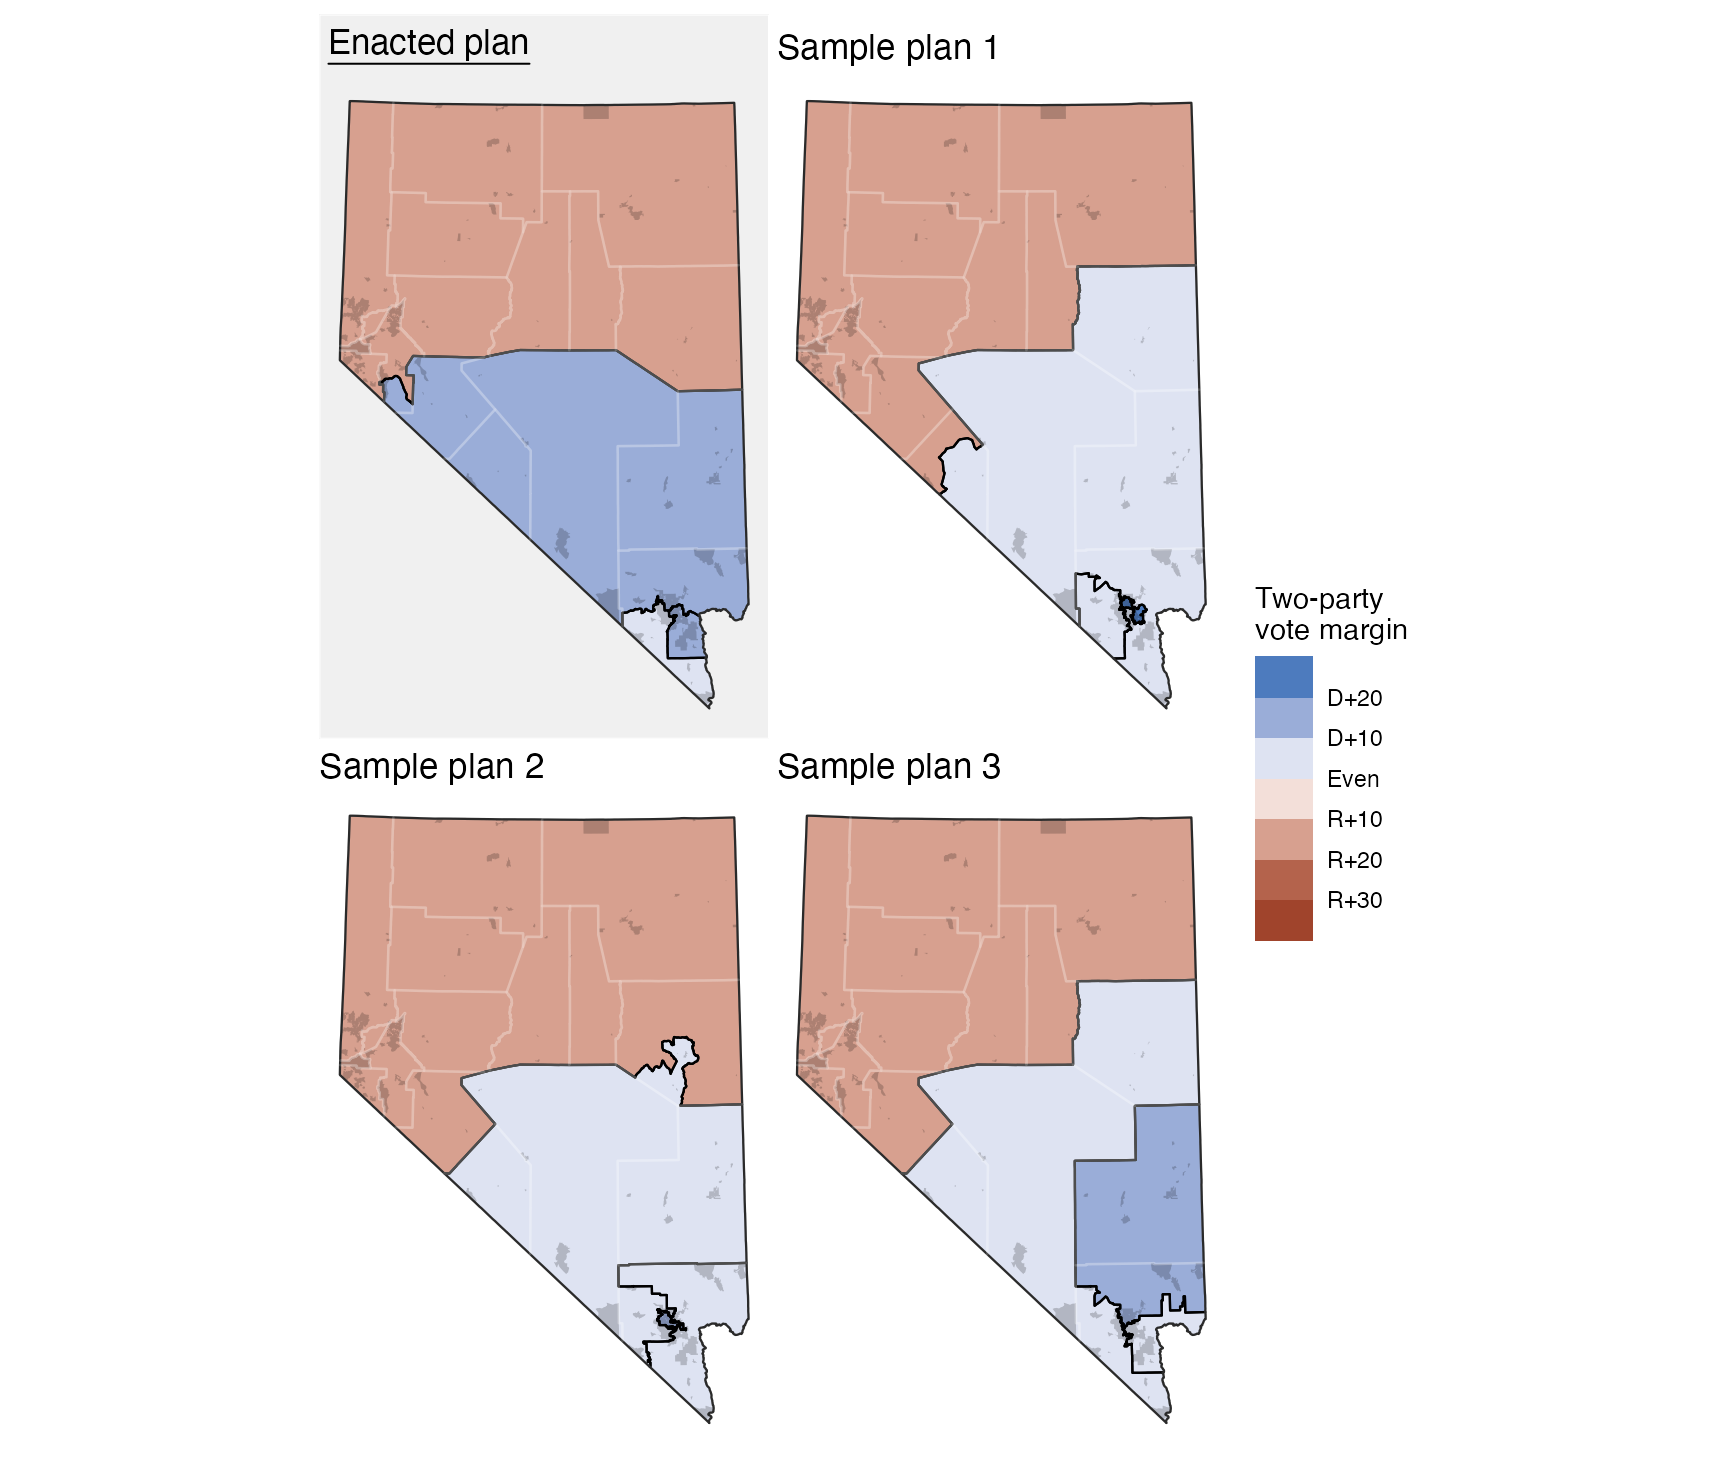 Enacted plan
Sample plan 1
Sample plan 2
Sample plan 3
Two-party
vote margin
D+20
D+10
Even
R+10
R+20
R+30